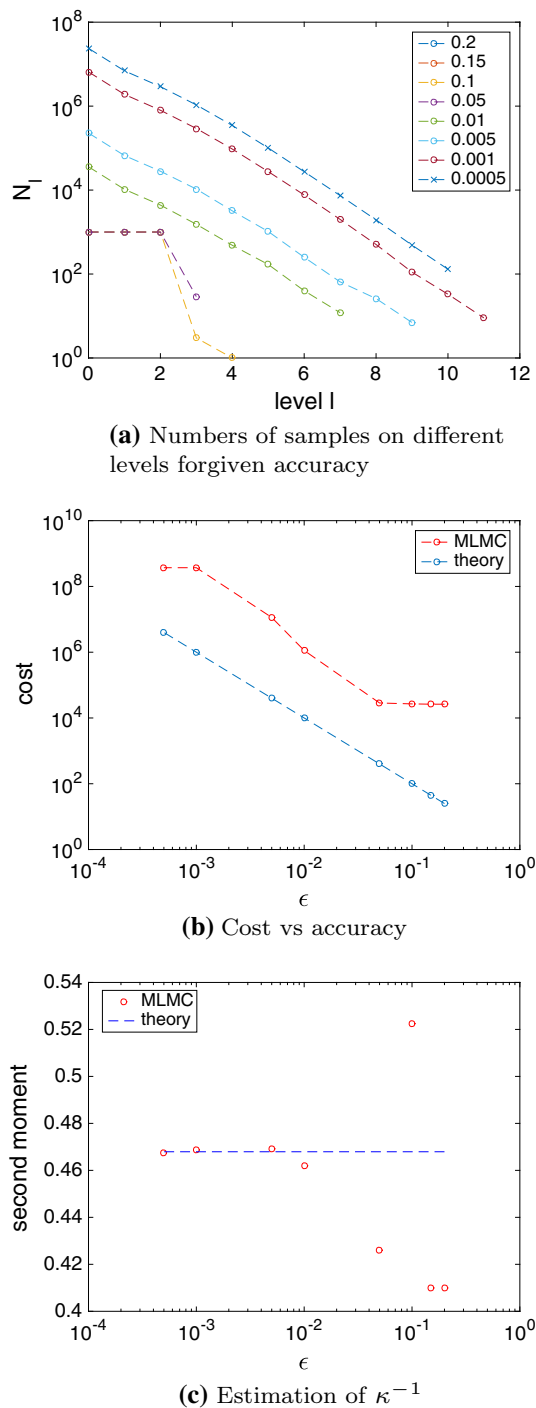 10^8
10^6
10^4
10^2
10^0
N_l
0 2 4 6 8 10 12
level l
0.2
0.15
0.1
0.05
0.01
0.005
0.001
0.0005
(a) Numbers of samples on different
levels forgiven accuracy
10^10
10^8
10^6
10^4
10^2
10^0
cost
10^-4 10^-3 10^-2 10^-1 10^0
ϵ
MLMC
theory
(b) Cost vs accuracy
0.54
0.52
0.5
0.48
0.46
0.44
0.42
0.4
second moment
10^-4 10^-3 10^-2 10^-1 10^0
ϵ
MLMC
theory
(c) Estimation of κ^-1